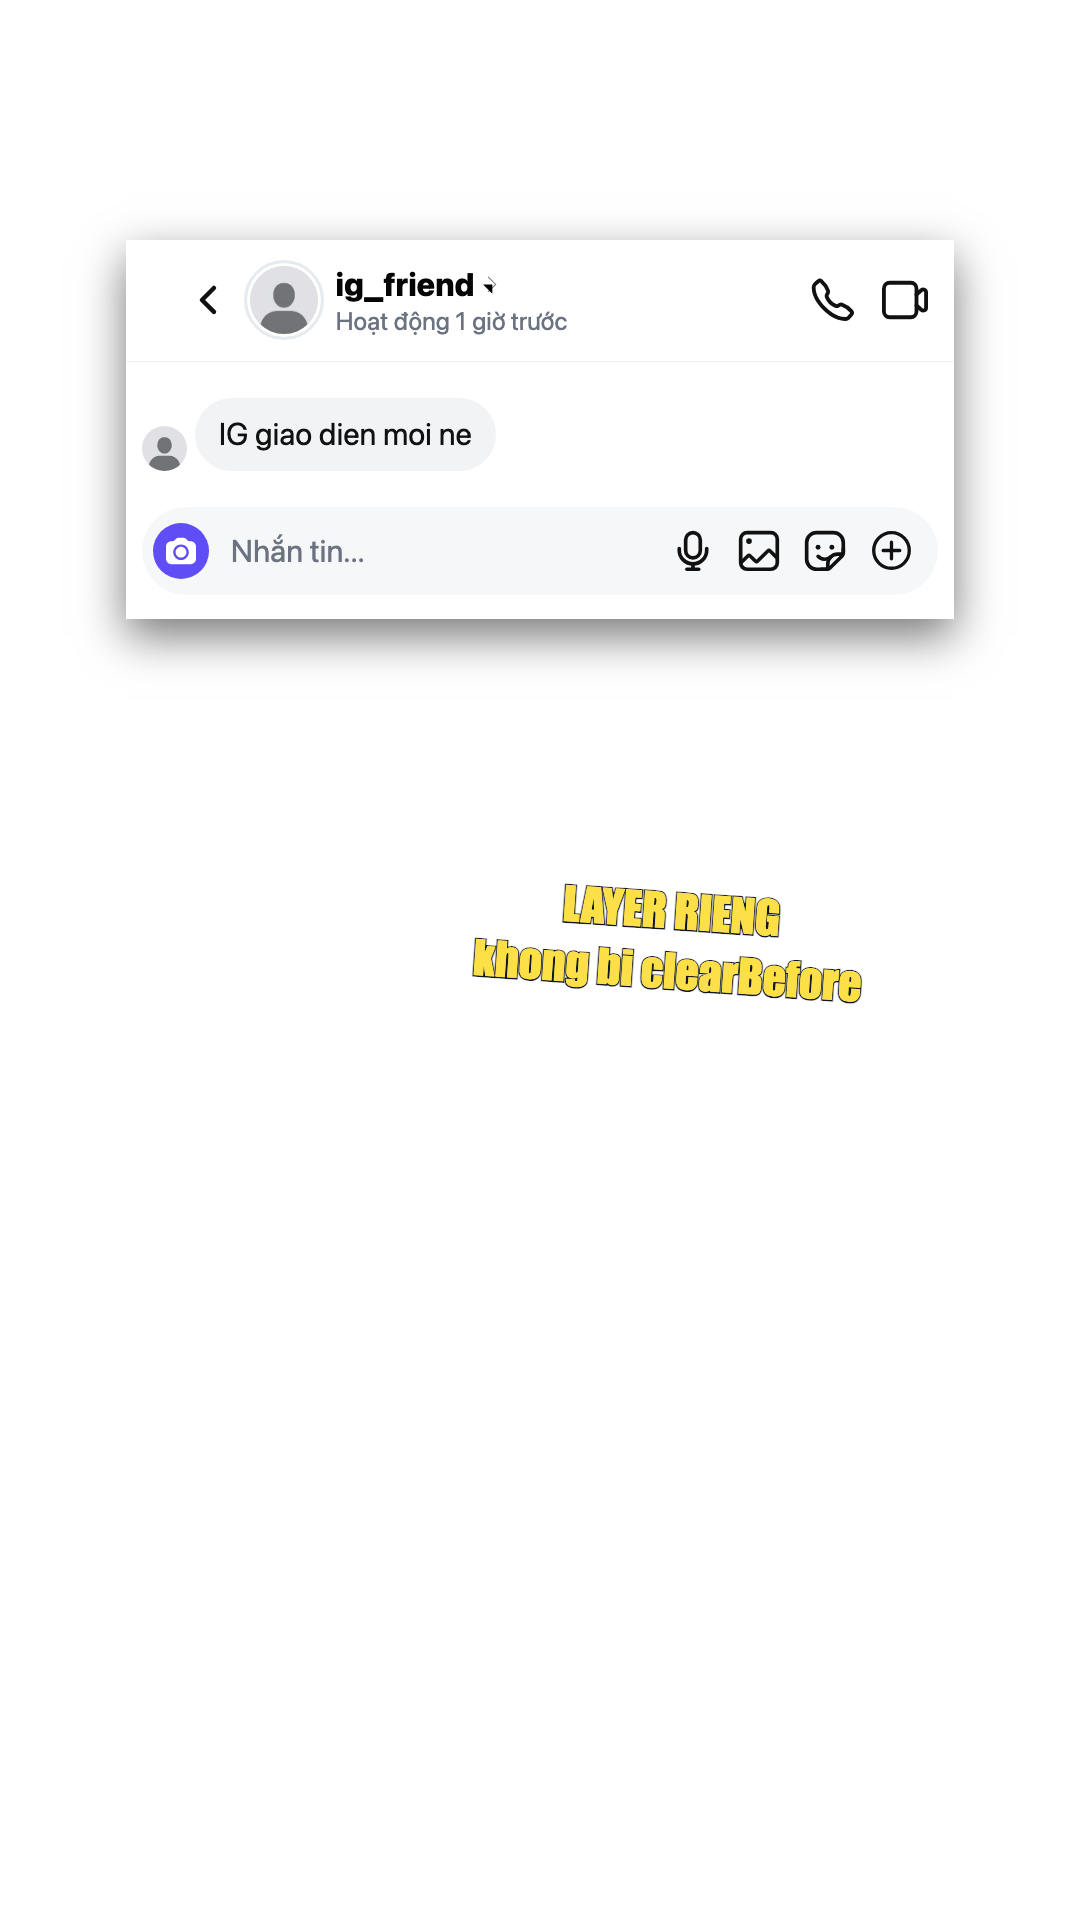 ig_friend
Hoạt động 1 giờ trước
IG giao dien moi ne
Nhắn tin...
LAYER RIENG
khong bi clearBefore